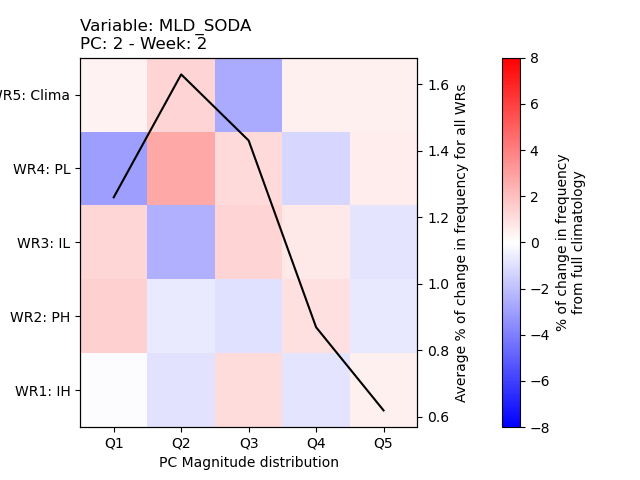 Variable: MLD_SODA
PC: 2 - Week: 2
WR5: Clima
WR4: PL
WR3: IL
WR2: PH
WR1: IH
Q1 Q2 Q3 Q4 Q5
PC Magnitude distribution
1.6
1.4
1.2
1.0
0.8
0.6
Average % of change in frequency for all WRs
8
6
4
2
0
−2
−4
−6
−8
% of change in frequency
from full climatology